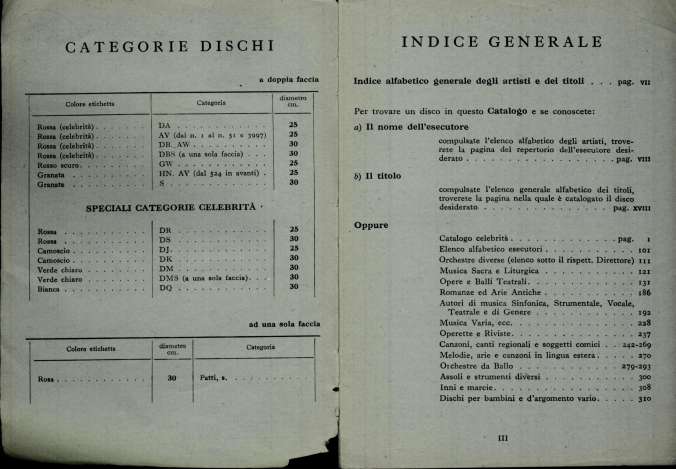 CATEGORIE DISCHI
a doppia faccia
Colore etichetta Categoria diametro cm.
Rossa (celebrità) . . . . . . DA . . . . . . . . . . . 25
Rossa (celebrità) . . . . . . AV (dal n. 1 al n. 51 e 3997) 25
Rossa (celebrità) . . . . . . DB. AW . . . . . . . . . 30
Rossa (celebrità) . . . . . . DBS (a una sola faccia) . . . 30
Rosso scuro . . . . . . . GW . . . . . . . . . . . 25
Granata . . . . . . . . HN. AV (dal 524 in avanti) . 25
Granata . . . . . . . . S . . . . . . . . . . . 30
SPECIALI CATEGORIE CELEBRITÀ
Rossa . . . . . . . . . DR . . . . . . . . . . . 25
Rossa . . . . . . . . . DS . . . . . . . . . . . 30
Camoscio . . . . . . . . DJ . . . . . . . . . . . 25
Camoscio . . . . . . . . DK . . . . . . . . . . . 30
Verde chiaro . . . . . . . DM . . . . . . . . . . . 30
Verde chiaro . . . . . . . DMS (a una sola faccia) . . . 30
Bianca . . . . . . . . . DQ . . . . . . . . . . . 30
ad una sola faccia
Colore etichetta diametro cm. Categoria
Rosa . . . . . . . . . . 30 Patti, s. . . . . . . . . .
INDICE GENERALE
Indice alfabetico generale degli artisti e dei titoli . . . pag. VII
Per trovare un disco in questo Catalogo e se conoscete:
a) Il nome dell'esecutore
compulsate l'elenco alfabetico degli artists, trove-
rete la pagina del repertorio dell'esecutore desi-
derato . . . . . . . . . . . . . . . . . pag. VIII
b) Il titolo
compulsate l'elenco generale alfabetico dei titoli,
troverete la pagina nella quale è catalogato il disco
desiderato . . . . . . . . . . . . . . pag. XVIII
Oppure
Catalogo celebrità . . . . . . . . . . . . pag. 1
Elenco alfabetico esecutori . . . . . . . . . . . 101
Orchestre diverse (elenco sotto il rispett. Direttore) 111
Musica Sacra e Liturgica . . . . . . . . . . . 121
Opere e Balli Teatrali . . . . . . . . . . . . 131
Romanze ed Arie Antiche . . . . . . . . . . . 186
Autori di musica Sinfonica, Strumentale, Vocale,
Teatrale e di Genere . . . . . . . . . . . 192
Musica Varia, ecc. . . . . . . . . . . . . . 228
Operette e Riviste . . . . . . . . . . . . . 237
Canzoni, canti regionali e soggetti comici . . 242-269
Melodie, arie e canzoni in lingua estera . . . . . 270
Orchestre da Ballo . . . . . . . . . . . 279-293
Assoli e strumenti diversi . . . . . . . . . . 300
Inni e marcie . . . . . . . . . . . . . . . 308
Dischi per bambini e d'argomento vario . . . . . 310
III